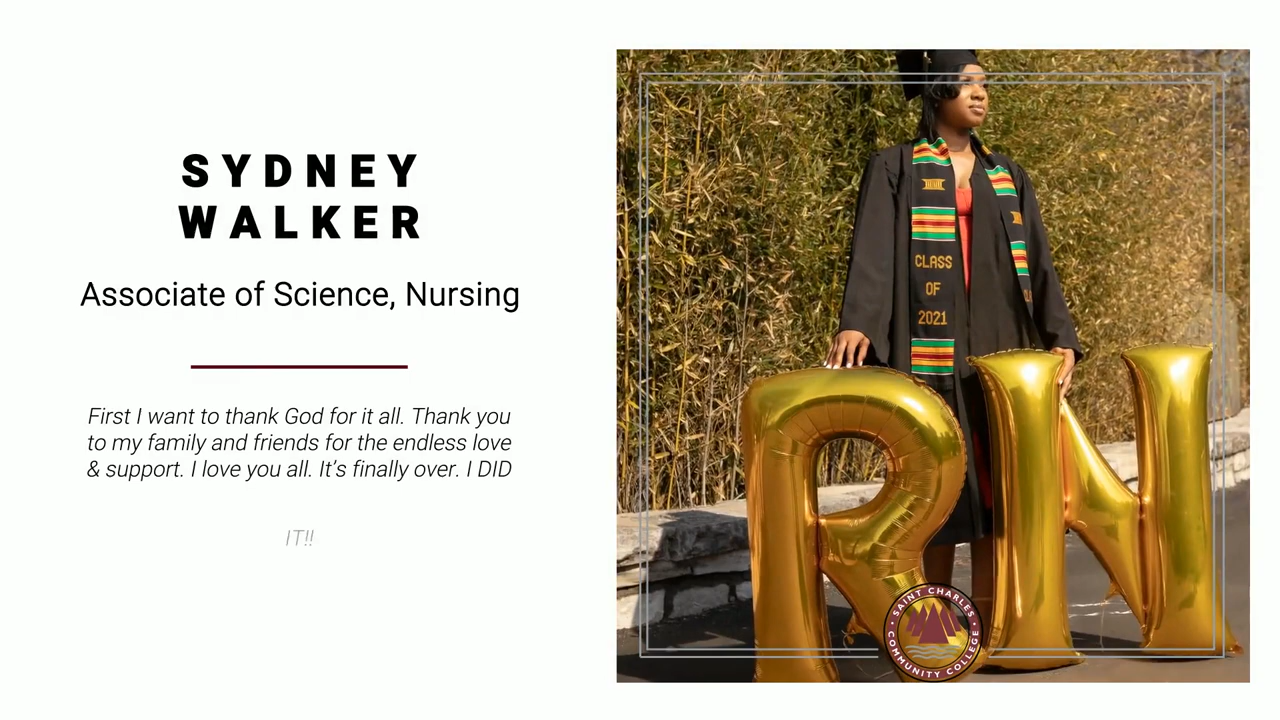 SYDNEY
WALKER
Associate of Science, Nursing
First I want to thank God for it all. Thank you
to my family and friends for the endless love
& support. I love you all. It’s finally over. I DID
IT!!
CLASS
OF
2021
RN
SAINT CHARLES
COMMUNITY COLLEGE